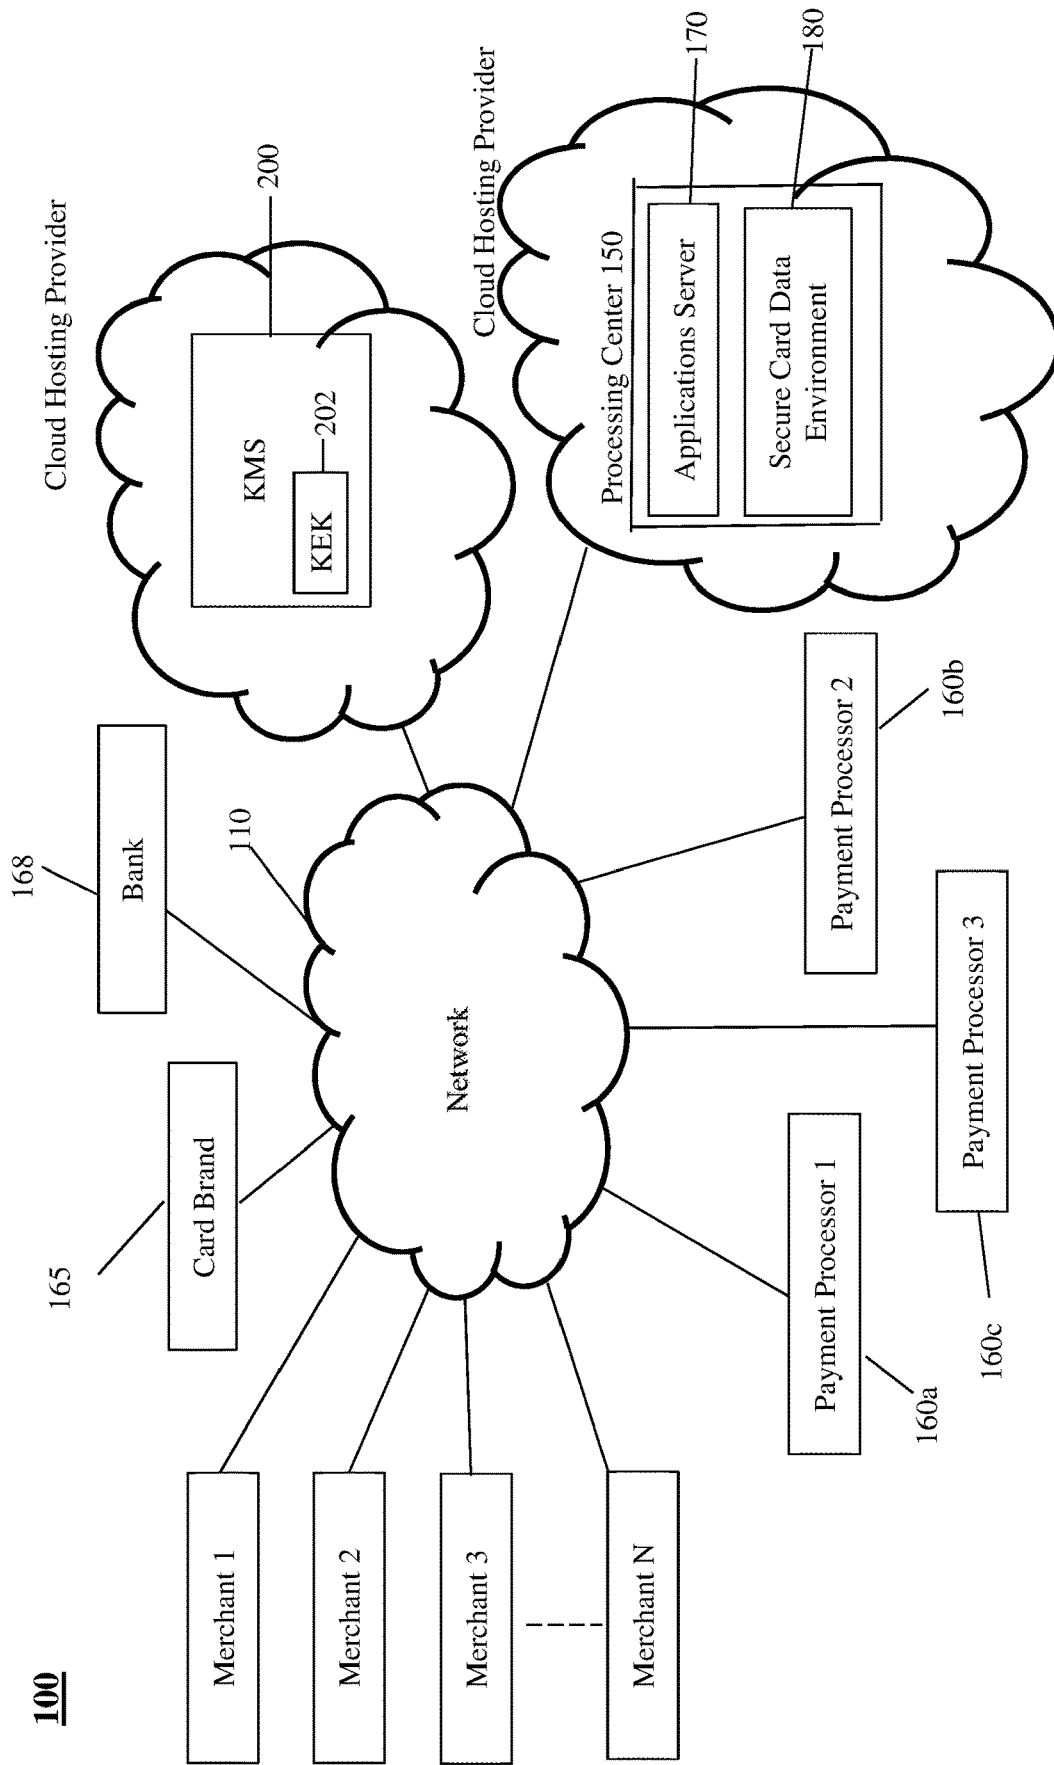 100
Merchant 1
Merchant 2
Merchant 3
Merchant N
165
Card Brand
168
Bank
110
Network
Payment Processor 1
160a
Payment Processor 3
160c
Payment Processor 2
160b
Cloud Hosting Provider
200
KMS
KEK
202
Cloud Hosting Provider
Processing Center 150
Applications Server
170
Secure Card Data
Environment
180